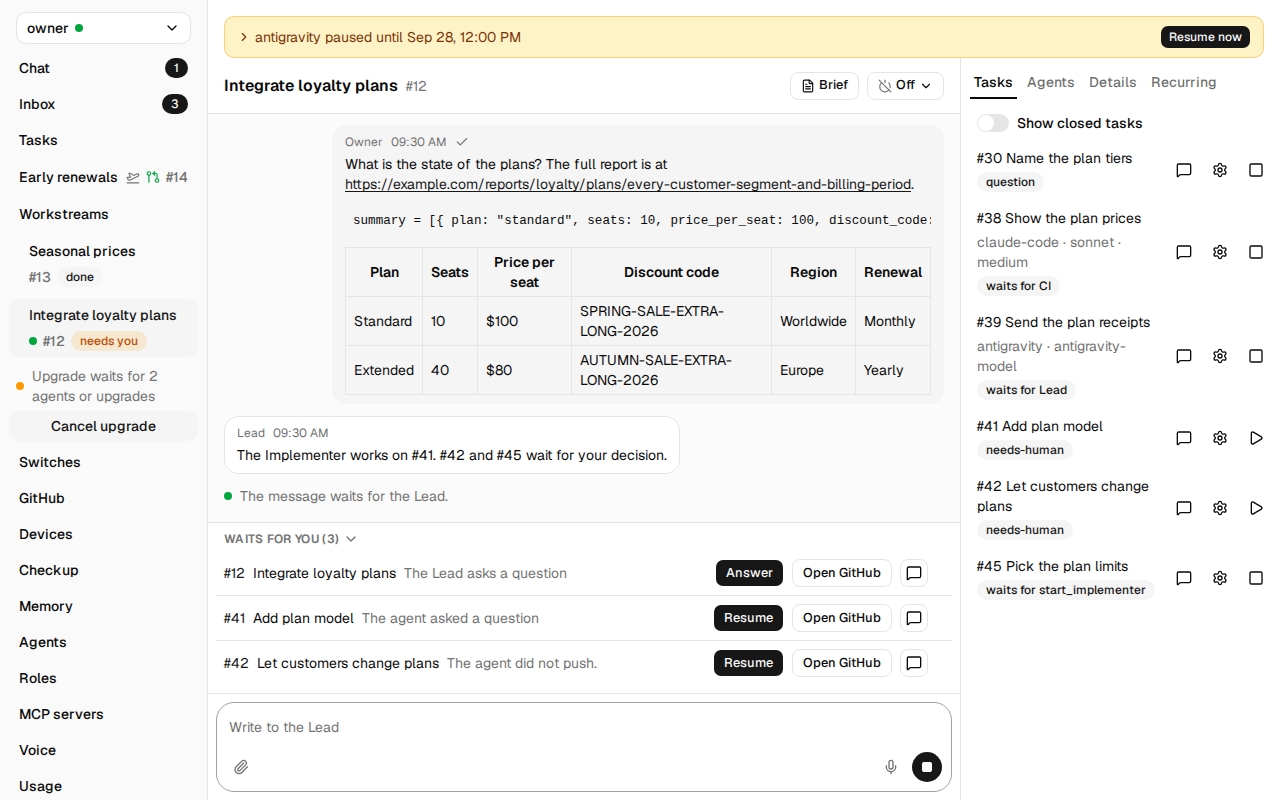 owner
Chat 1
Inbox 3
Tasks
Early renewals #14
Workstreams
Seasonal prices
#13 done
Integrate loyalty plans
#12 needs you
Upgrade waits for 2
agents or upgrades
Cancel upgrade
Switches
GitHub
Devices
Checkup
Memory
Agents
Roles
MCP servers
Voice
Usage
antigravity paused until Sep 28, 12:00 PM
Resume now
Integrate loyalty plans #12
Brief
Off
Owner 09:30 AM
What is the state of the plans? The full report is at
https://example.com/reports/loyalty/plans/every-customer-segment-and-billing-period.
summary = [{ plan: "standard", seats: 10, price_per_seat: 100, discount_code:
Plan Seats Price per seat Discount code Region Renewal
Standard 10 $100 SPRING-SALE-EXTRA-LONG-2026 Worldwide Monthly
Extended 40 $80 AUTUMN-SALE-EXTRA-LONG-2026 Europe Yearly
Lead 09:30 AM
The Implementer works on #41. #42 and #45 wait for your decision.
The message waits for the Lead.
WAITS FOR YOU (3)
#12 Integrate loyalty plans The Lead asks a question Answer Open GitHub
#41 Add plan model The agent asked a question Resume Open GitHub
#42 Let customers change plans The agent did not push. Resume Open GitHub
Write to the Lead
Tasks Agents Details Recurring
Show closed tasks
#30 Name the plan tiers
question
#38 Show the plan prices
claude-code · sonnet ·
medium
waits for CI
#39 Send the plan receipts
antigravity · antigravity-
model
waits for Lead
#41 Add plan model
needs-human
#42 Let customers change
plans
needs-human
#45 Pick the plan limits
waits for start_implementer